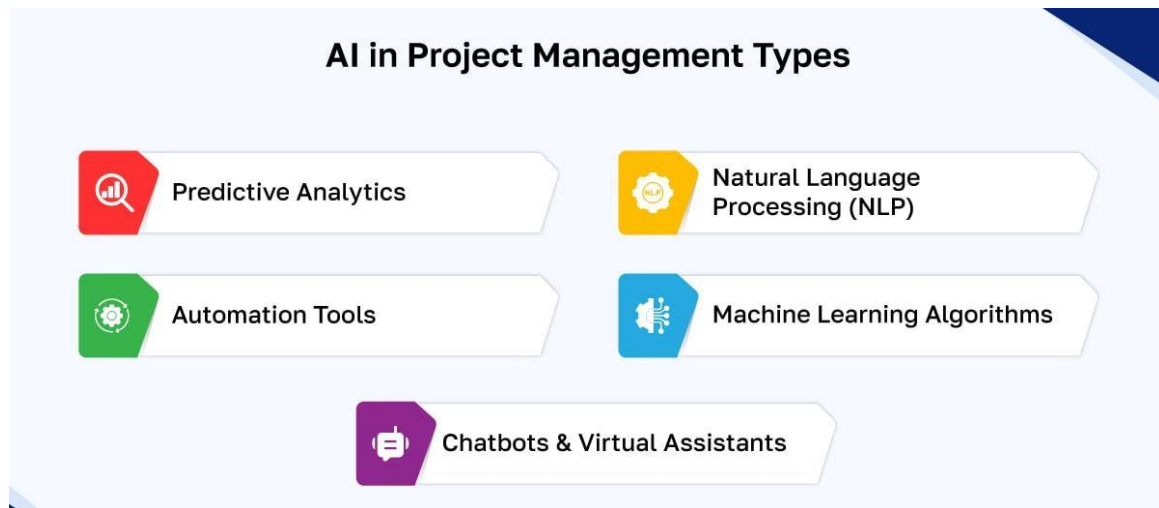 AI in Project Management Types
Predictive Analytics
NLP
Natural Language
Processing (NLP)
Automation Tools
Machine Learning Algorithms
Chatbots & Virtual Assistants